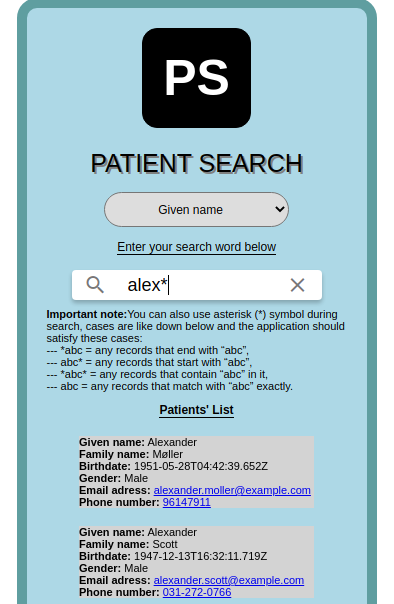 PS
PATIENT SEARCH
Given name
Enter your search word below
alex*
Important note:You can also use asterisk (*) symbol during
search, cases are like down below and the application should
satisfy these cases:
--- *abc = any records that end with “abc”,
--- abc* = any records that start with “abc”,
--- *abc* = any records that contain “abc” in it,
--- abc = any records that match with “abc” exactly.
Patients' List
Given name: Alexander
Family name: Møller
Birthdate: 1951-05-28T04:42:39.652Z
Gender: Male
Email adress: alexander.moller@example.com
Phone number: 96147911
Given name: Alexander
Family name: Scott
Birthdate: 1947-12-13T16:32:11.719Z
Gender: Male
Email adress: alexander.scott@example.com
Phone number: 031-272-0766